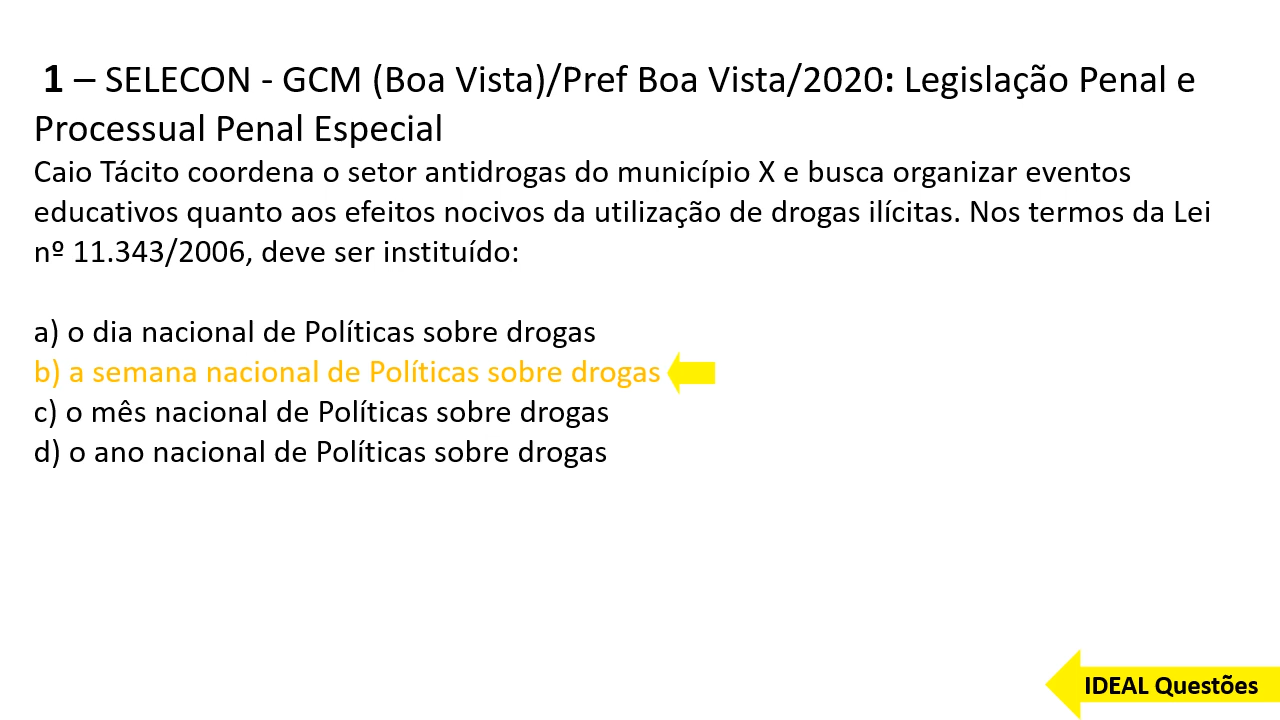 1 – SELECON - GCM (Boa Vista)/Pref Boa Vista/2020: Legislação Penal e
Processual Penal Especial
Caio Tácito coordena o setor antidrogas do município X e busca organizar eventos
educativos quanto aos efeitos nocivos da utilização de drogas ilícitas. Nos termos da Lei
nº 11.343/2006, deve ser instituído:
a) o dia nacional de Políticas sobre drogas
b) a semana nacional de Políticas sobre drogas
c) o mês nacional de Políticas sobre drogas
d) o ano nacional de Políticas sobre drogas
IDEAL Questões